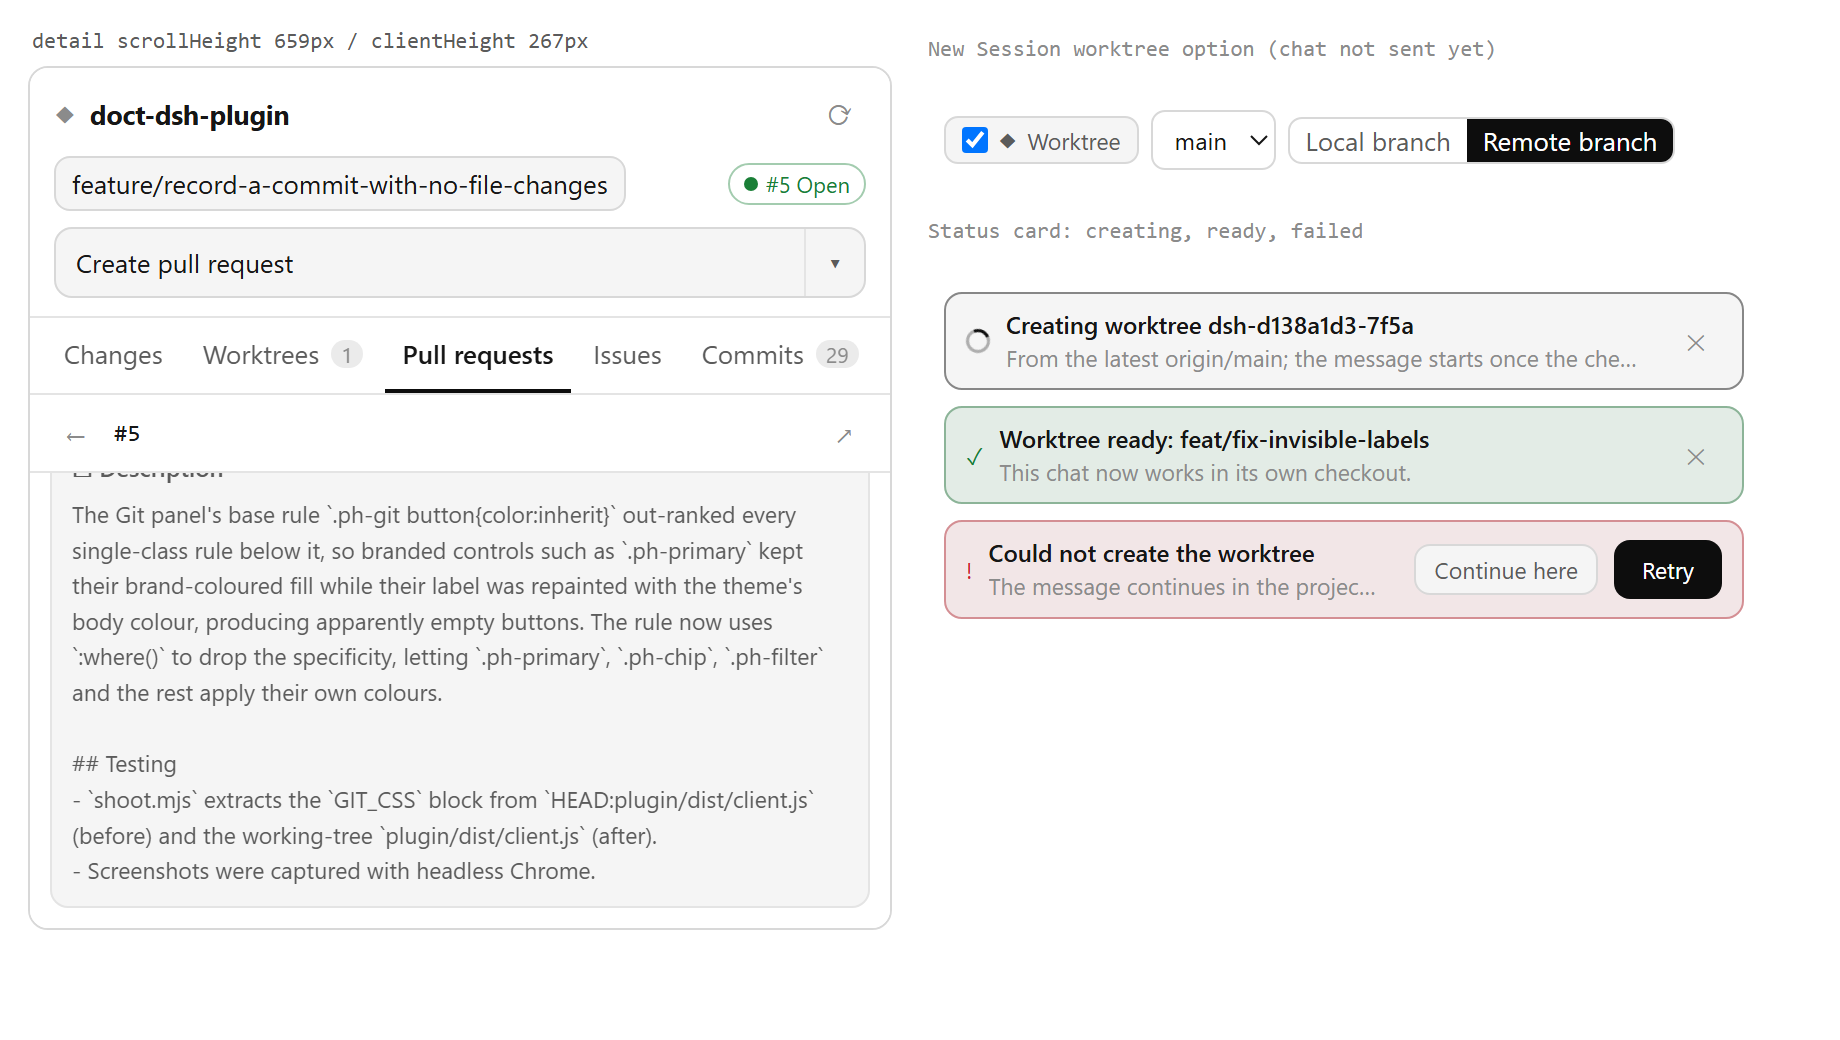 detail scrollHeight 659px / clientHeight 267px
doct-dsh-plugin
feature/record-a-commit-with-no-file-changes
#5 Open
Create pull request
Changes
Worktrees 1
Pull requests
Issues
Commits 29
#5
Description
The Git panel's base rule `.ph-git button{color:inherit}` out-ranked every
single-class rule below it, so branded controls such as `.ph-primary` kept
their brand-coloured fill while their label was repainted with the theme's
body colour, producing apparently empty buttons. The rule now uses
`:where()` to drop the specificity, letting `.ph-primary`, `.ph-chip`, `.ph-filter`
and the rest apply their own colours.
## Testing
- `shoot.mjs` extracts the `GIT_CSS` block from `HEAD:plugin/dist/client.js`
(before) and the working-tree `plugin/dist/client.js` (after).
- Screenshots were captured with headless Chrome.
New Session worktree option (chat not sent yet)
Worktree
main
Local branch
Remote branch
Status card: creating, ready, failed
Creating worktree dsh-d138a1d3-7f5a
From the latest origin/main; the message starts once the che...
Worktree ready: feat/fix-invisible-labels
This chat now works in its own checkout.
Could not create the worktree
The message continues in the projec...
Continue here
Retry